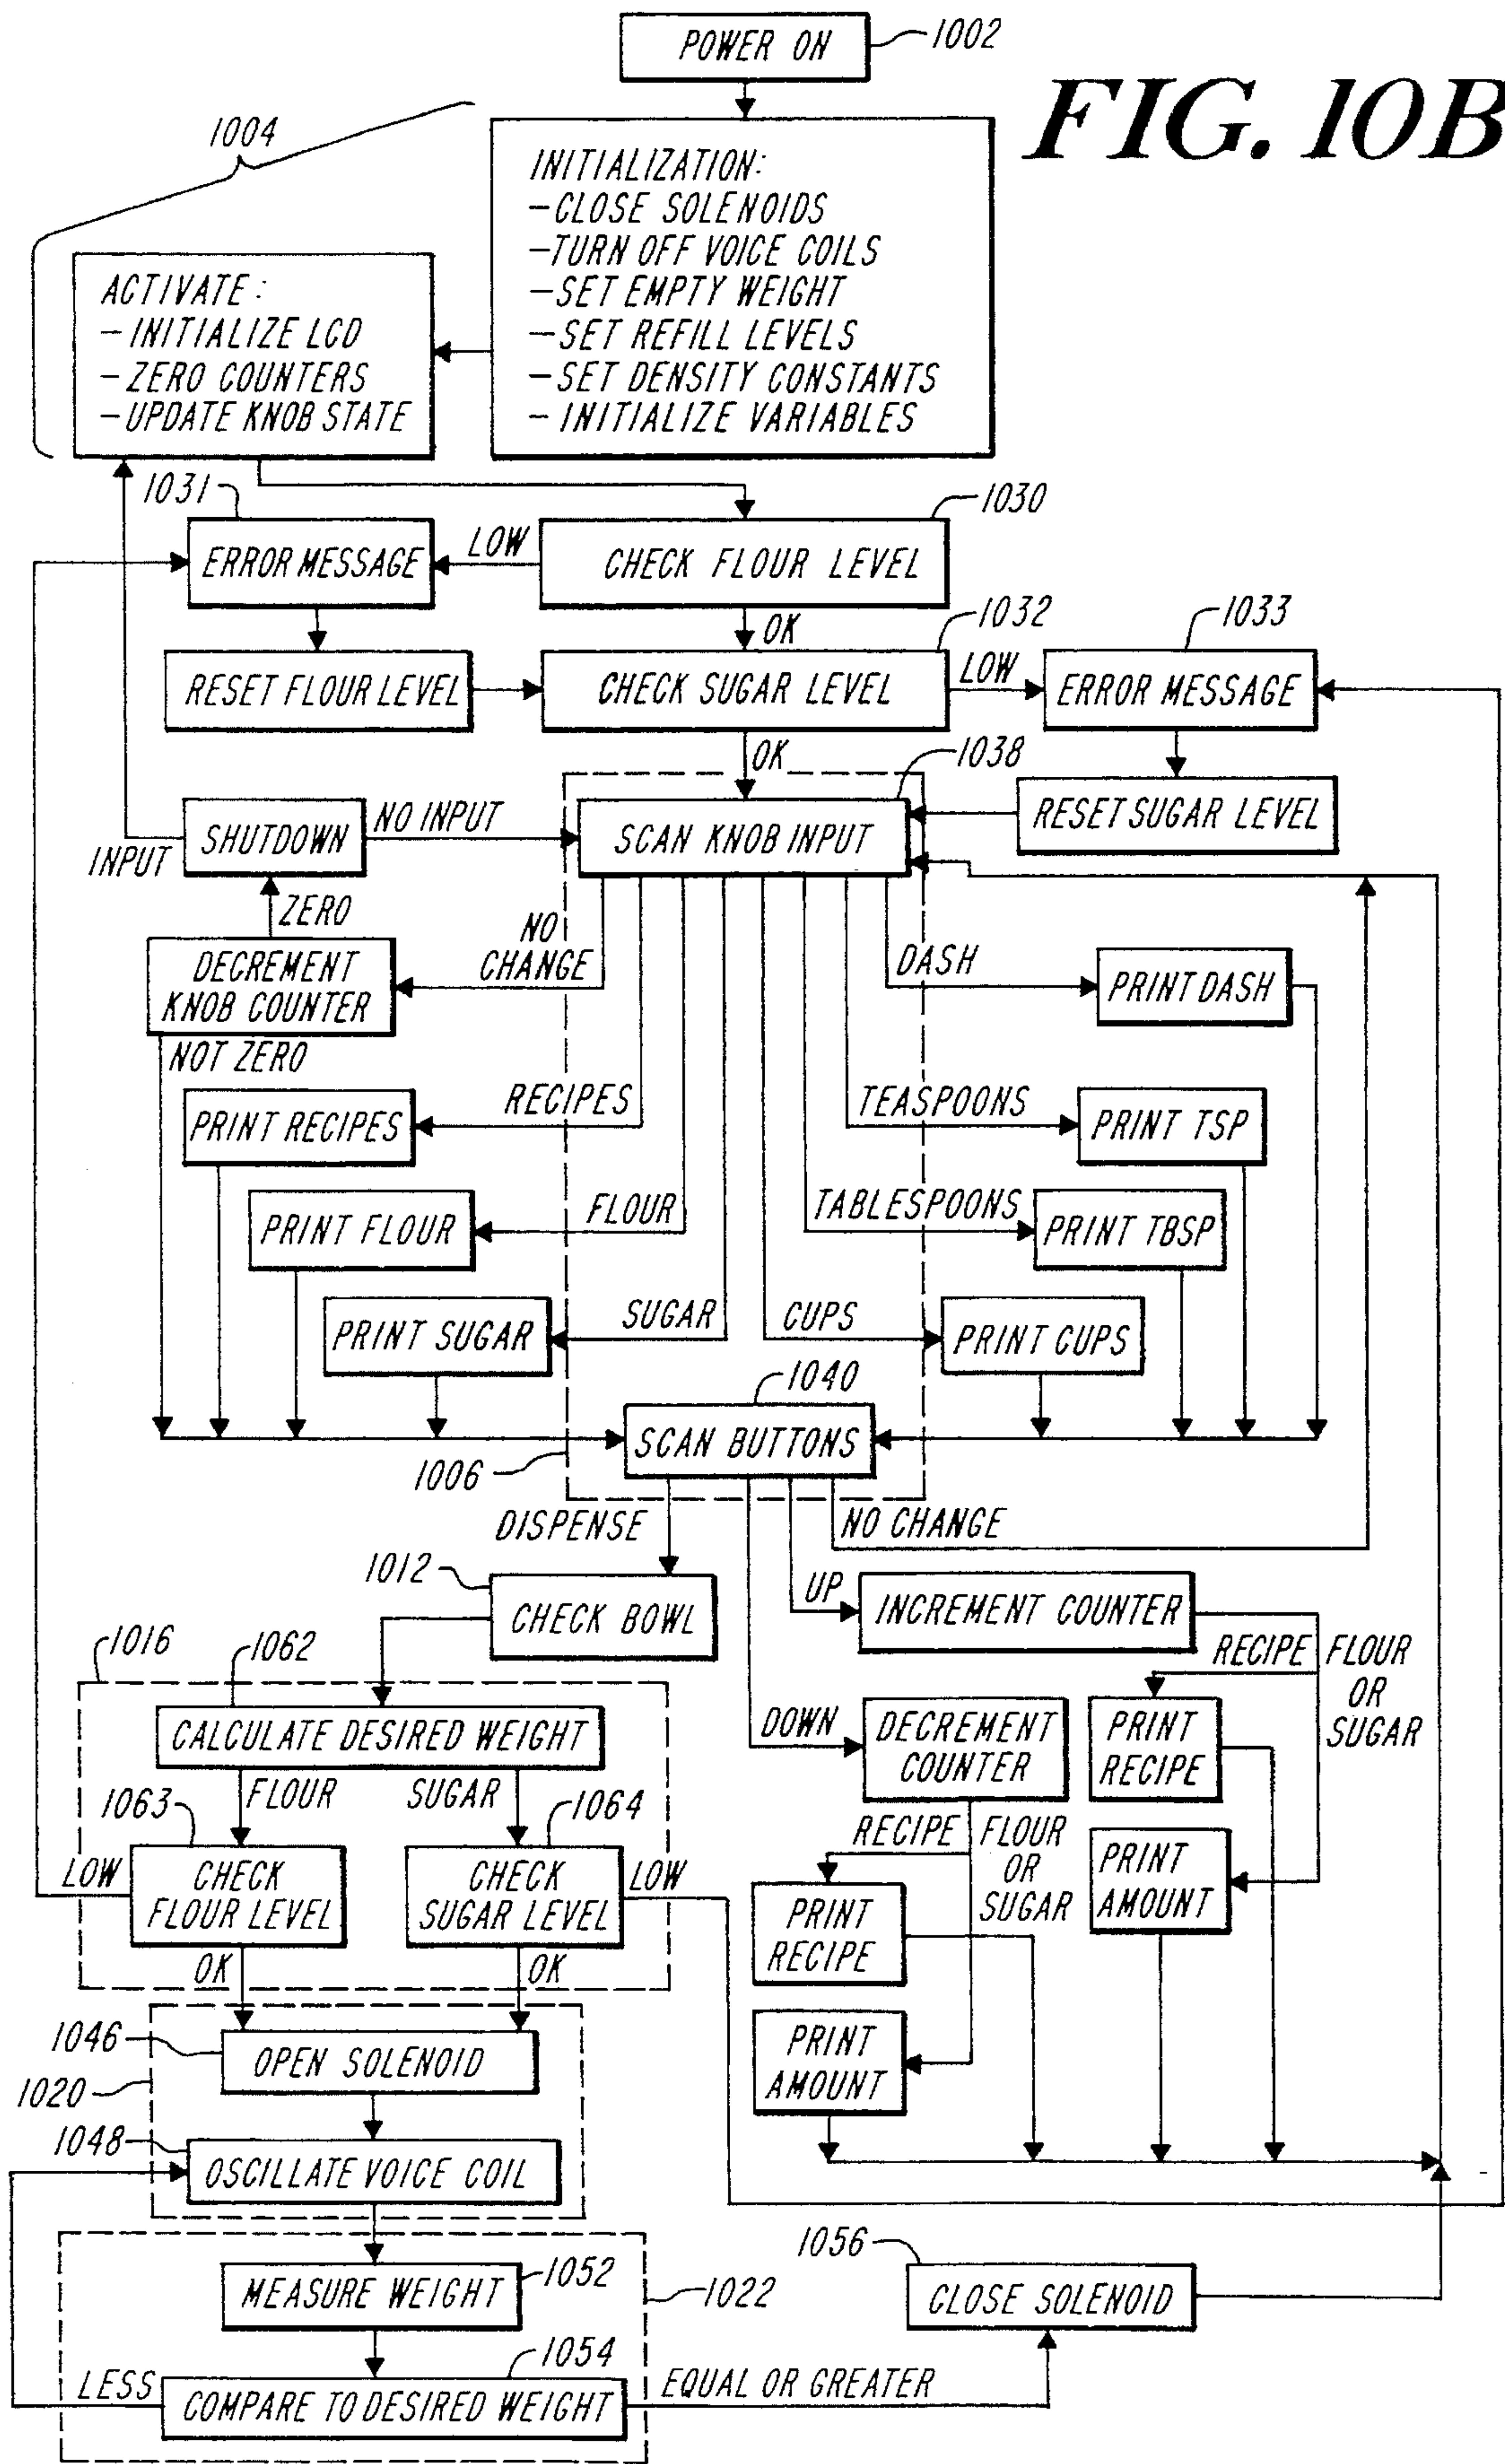 POWER ON
1002
FIG. 10B
1004
INITIALIZATION:
-CLOSE SOLENOIDS
-TURN OFF VOICE COILS
-SET EMPTY WEIGHT
-SET REFILL LEVELS
-SET DENSITY CONSTANTS
- INITIALIZE VARIABLES
ACTIVATE:
- INITIALIZE LCD
- ZERO COUNTERS
- UPDATE KNOB STATE
1031
1030
ERROR MESSAGE
LOW
CHECK FLOUR LEVEL
OK
1032
1033
RESET FLOUR LEVEL
CHECK SUGAR LEVEL
LOW
ERROR MESSAGE
OK
1038
SHUTDOWN
NO INPUT
SCAN KNOB INPUT
RESET SUGAR LEVEL
INPUT
ZERO
NO
CHANGE
DECREMENT
KNOB COUNTER
DASH
PRINT DASH
NOT ZERO
RECIPES
PRINT RECIPES
TEASPOONS
PRINT TSP
FLOUR
PRINT FLOUR
TABLESPOONS
PRINT TBSP
SUGAR
PRINT SUGAR
CUPS
PRINT CUPS
1040
SCAN BUTTONS
1006
DISPENSE
NO CHANGE
1012
CHECK BOWL
UP
INCREMENT COUNTER
1016
1062
RECIPE
FLOUR
OR
SUGAR
CALCULATE DESIRED WEIGHT
DOWN
DECREMENT
COUNTER
PRINT
RECIPE
FLOUR
SUGAR
1063
1064
RECIPE
FLOUR
OR
SUGAR
LOW
CHECK
FLOUR LEVEL
CHECK
SUGAR LEVEL
LOW
PRINT
AMOUNT
PRINT
RECIPE
OK
OK
1046
OPEN SOLENOID
PRINT
AMOUNT
1020
1048
OSCILLATE VOICE COIL
1056
MEASURE WEIGHT
1052
1022
CLOSE SOLENOID
1054
LESS
COMPARE TO DESIRED WEIGHT
EQUAL OR GREATER